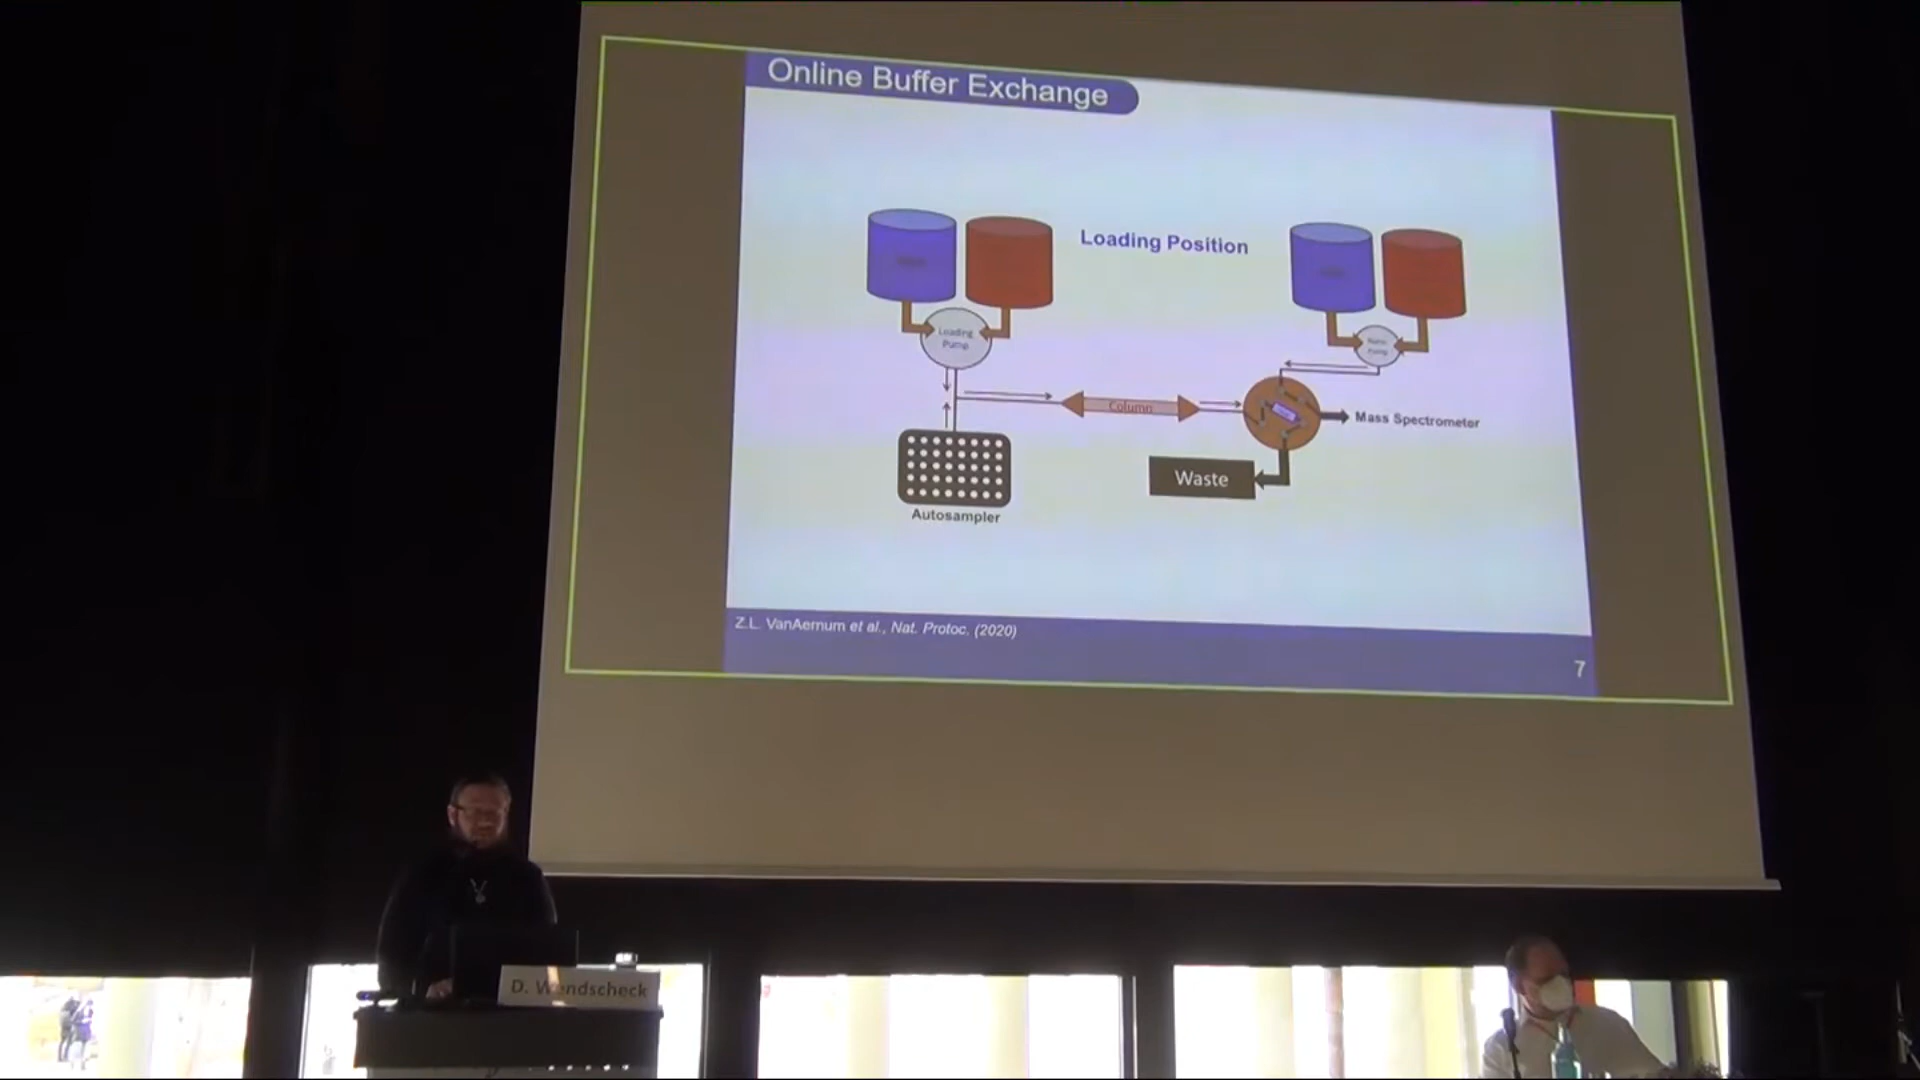 Online Buffer Exchange
Loading Position
Loading
Pump
Column
Mass Spectrometer
Waste
Autosampler
Z.L. VanAernum et al., Nat. Protoc. (2020)
7
D. Wendscheck